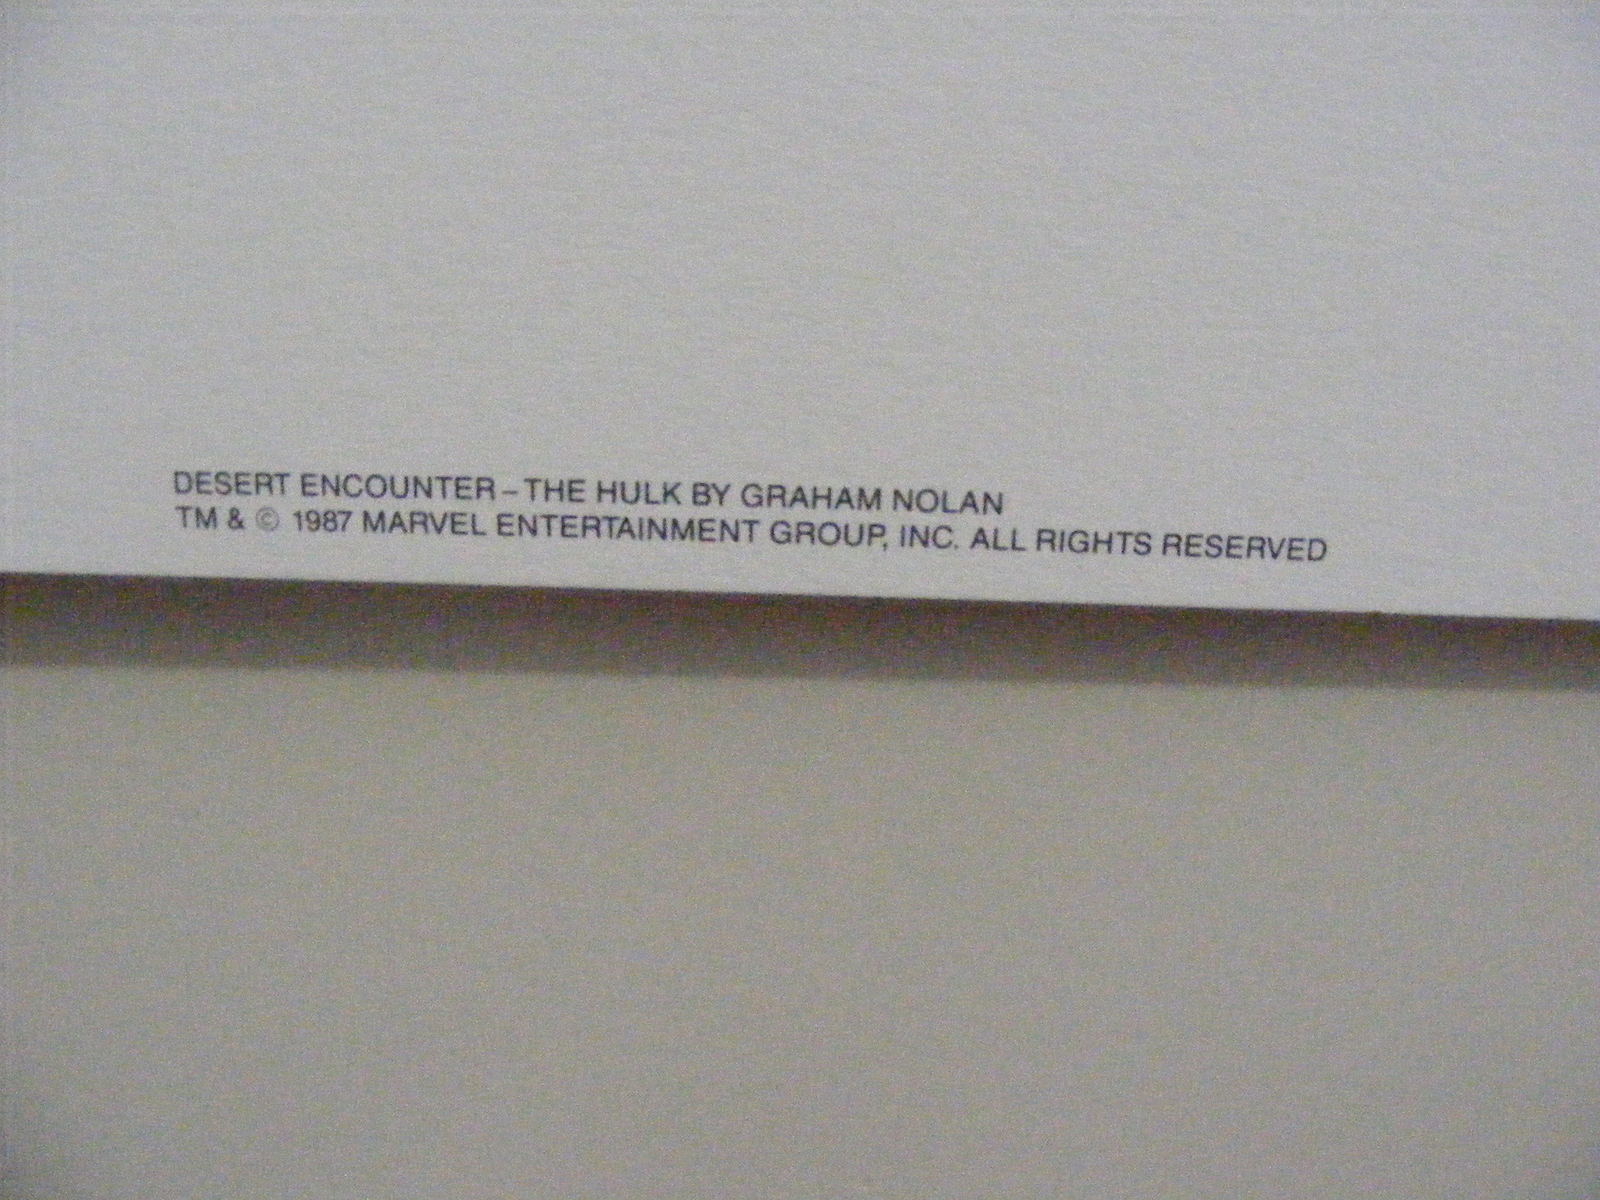 DESERT ENCOUNTER – THE HULK BY GRAHAM NOLAN
TM & © 1987 MARVEL ENTERTAINMENT GROUP, INC. ALL RIGHTS RESERVED